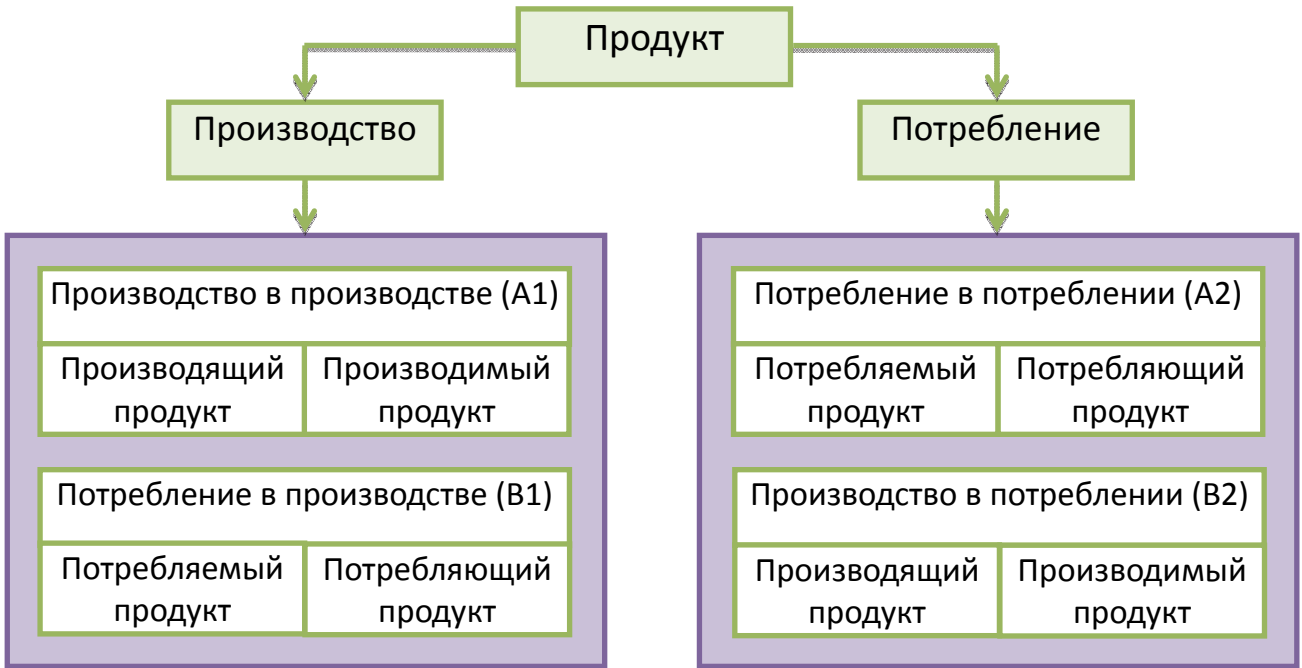 Продукт
Производство
Потребление
Производство в производстве (А1)
Производящий
продукт
Производимый
продукт
Потребление в производстве (В1)
Потребляемый
продукт
Потребляющий
продукт
Потребление в потреблении (А2)
Потребляемый
продукт
Потребляющий
продукт
Производство в потреблении (В2)
Производящий
продукт
Производимый
продукт